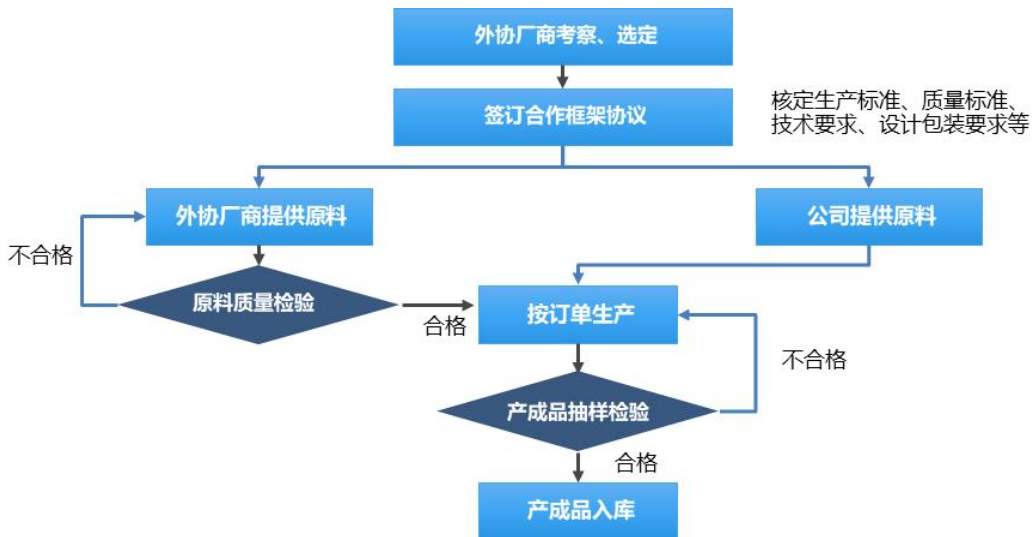 外协厂商考察、选定
签订合作框架协议
核定生产标准、质量标准、
技术要求、设计包装要求等
外协厂商提供原料
公司提供原料
不合格
原料质量检验
合格
按订单生产
不合格
产成品抽样检验
合格
产成品入库